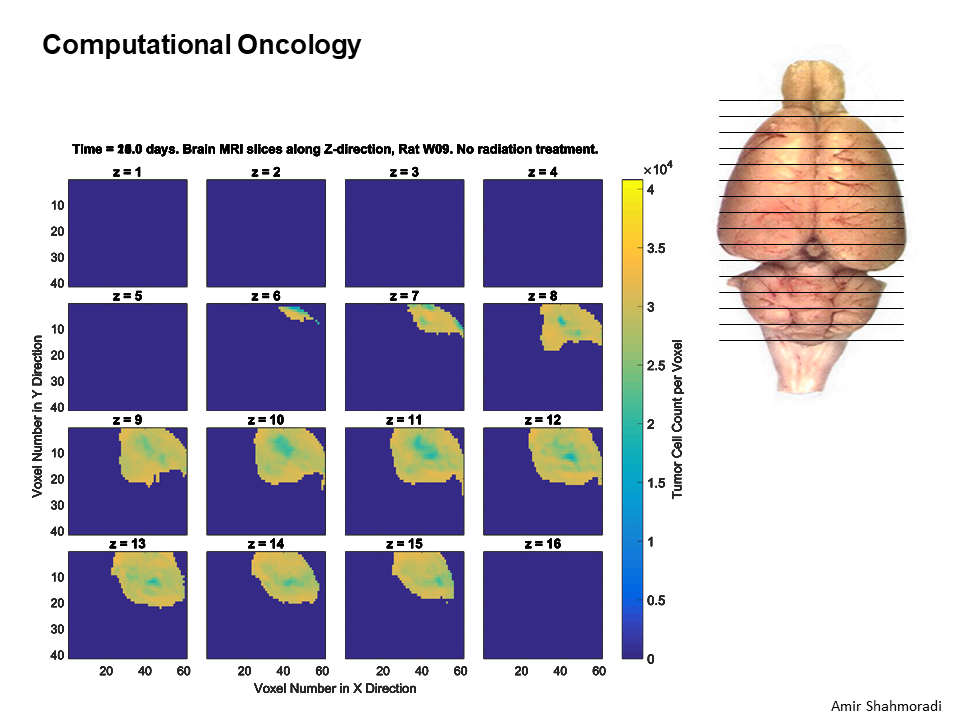 Computational Oncology
Time = .0 days. Brain MRI slices along Z-direction, Rat W09. No radiation treatment.
z = 1 z = 2 z = 3 z = 4
10
20
30
40
z = 5 z = 6 z = 7 z = 8
10
20
30
40
z = 9 z = 10 z = 11 z = 12
10
20
30
40
z = 13 z = 14 z = 15 z = 16
10
20
30
40
20 40 60 20 40 60 20 40 60 20 40 60
Voxel Number in X Direction
Voxel Number in Y Direction
×10⁴
4
3.5
3
2.5
2
1.5
1
0.5
0
Tumor Cell Count per Voxel
Amir Shahmoradi